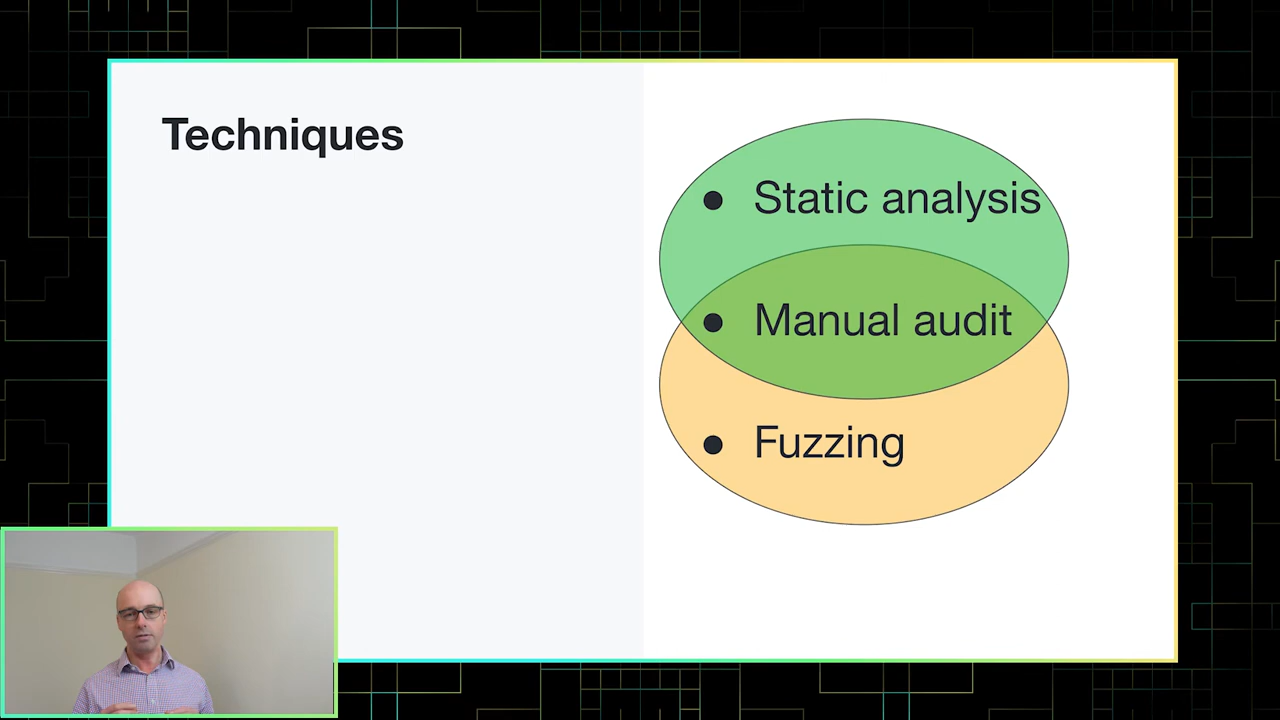 Techniques
● Static analysis
● Manual audit
● Fuzzing